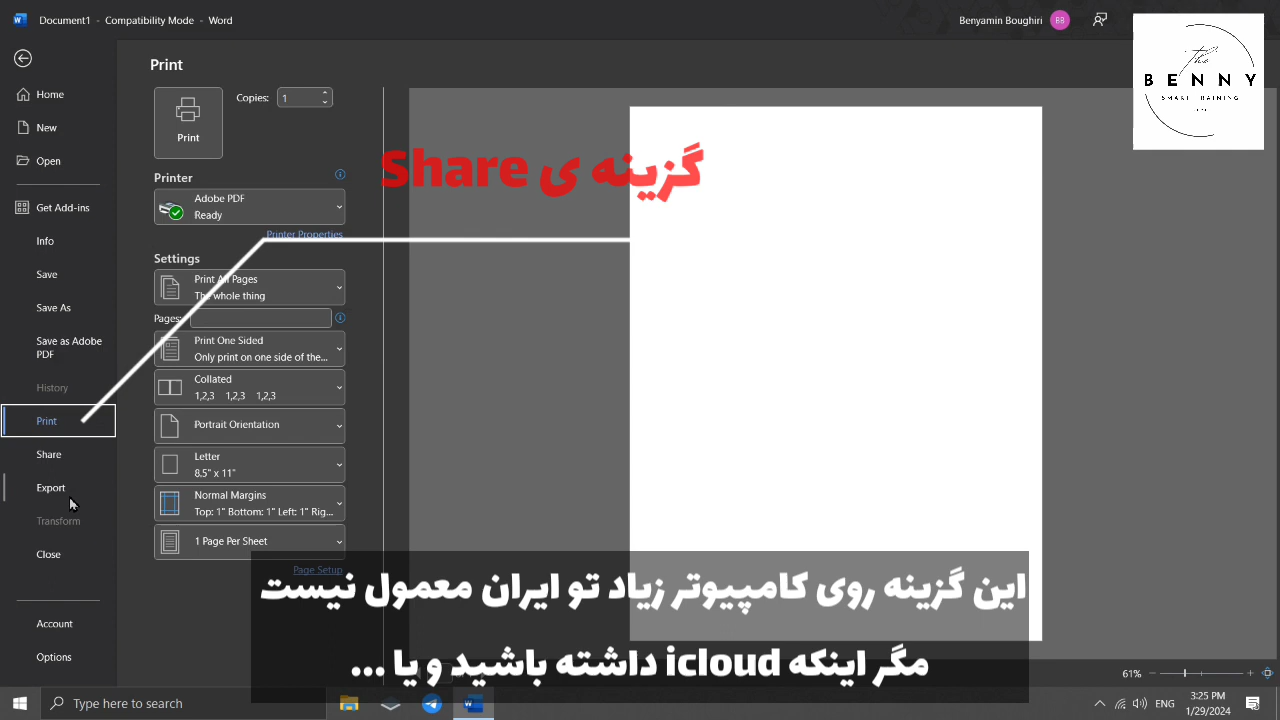 Document1 - Compatibility Mode - Word
Benyamin Boughiri
BB
The
BENNY
SMART TRAINING
Home
New
Open
Get Add-ins
Info
Save
Save As
Save as Adobe
PDF
History
Print
Share
Export
Transform
Close
Account
Options
Print
Print
Copies: 1
Printer
Adobe PDF
Ready
Printer Properties
Settings
Print All Pages
The whole thing
Pages:
Print One Sided
Only print on one side of the...
Collated
1,2,3 1,2,3 1,2,3
Portrait Orientation
Letter
8.5" x 11"
Normal Margins
Top: 1" Bottom: 1" Left: 1" Rig...
1 Page Per Sheet
Page Setup
گزینه ی Share
این گزینه روی کامپیوتر زیاد تو ایران معمول نیست
مگر اینکه icloud داشته باشید و یا ...
61%
Type here to search
ENG
3:25 PM
1/29/2024